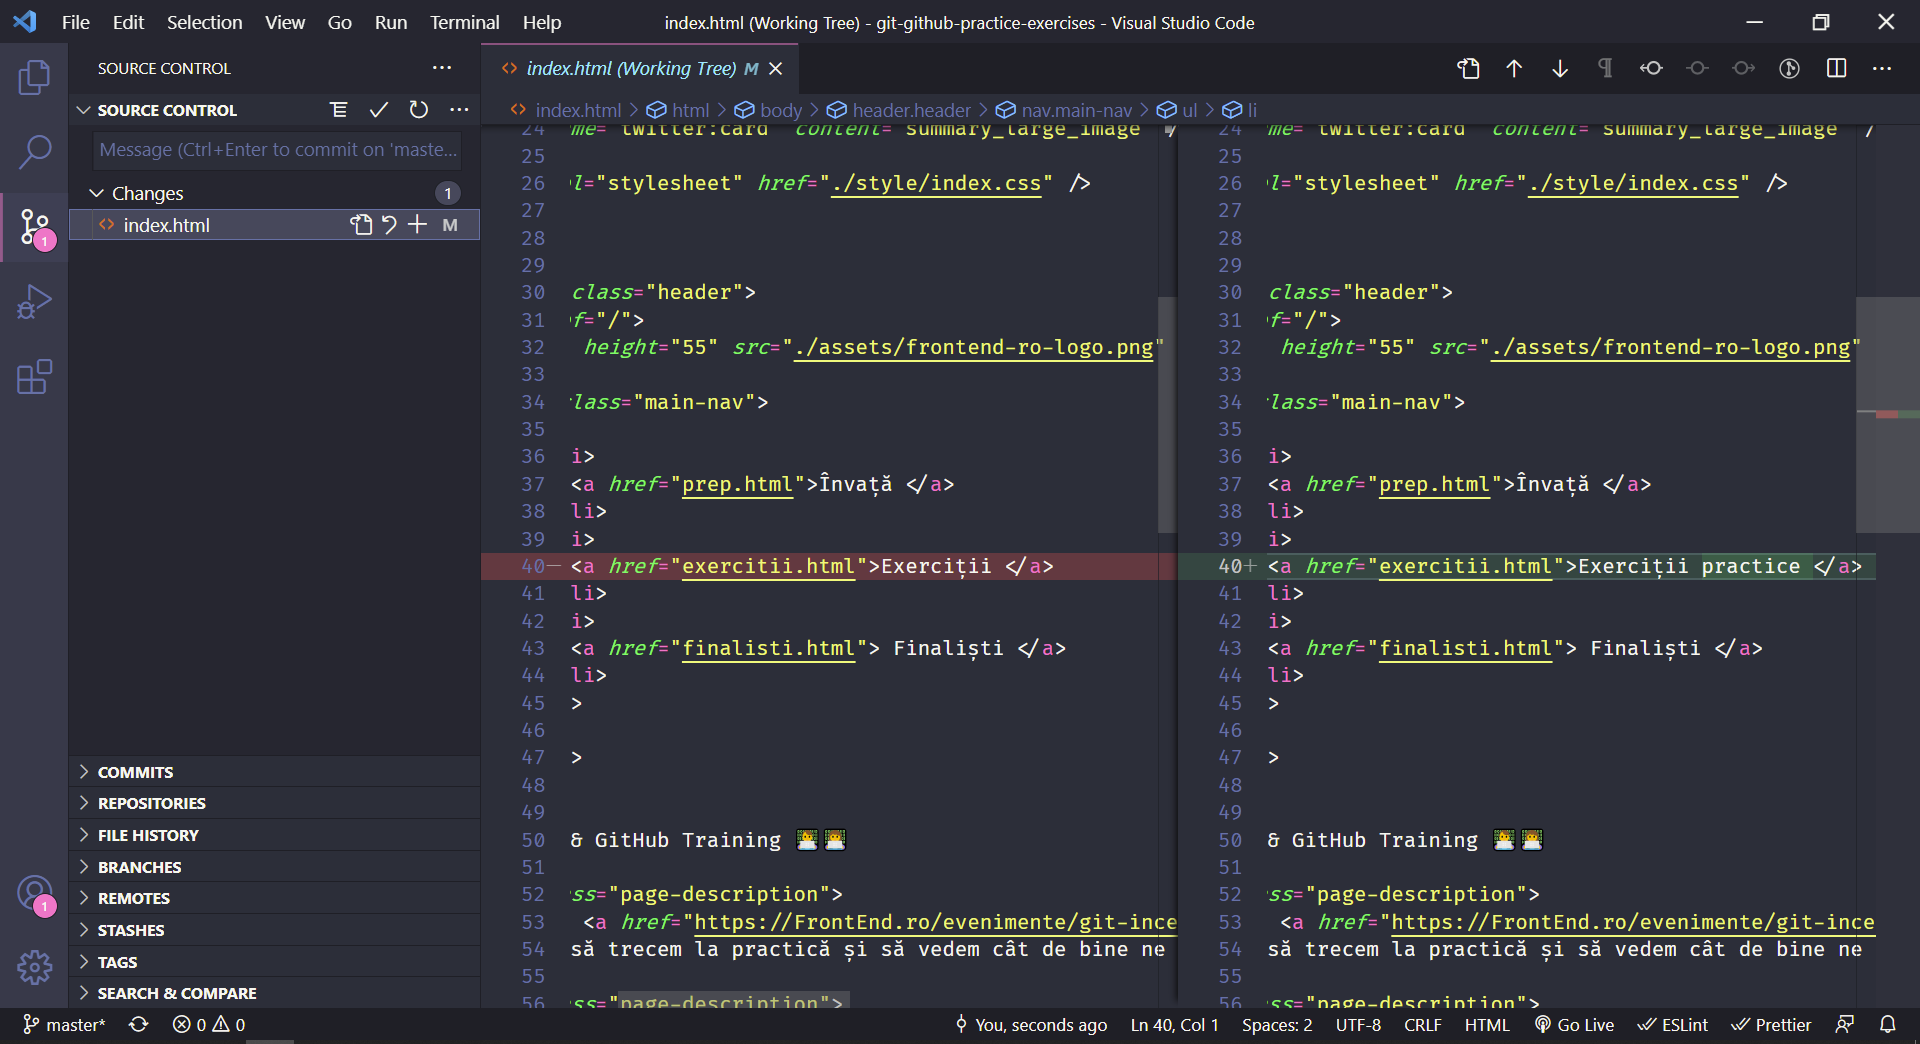 File Edit Selection View Go Run Terminal Help
index.html (Working Tree) - git-github-practice-exercises - Visual Studio Code
SOURCE CONTROL
SOURCE CONTROL
Message (Ctrl+Enter to commit on 'maste...
Changes 1
index.html M
1
1
COMMITS
REPOSITORIES
FILE HISTORY
BRANCHES
REMOTES
STASHES
TAGS
SEARCH & COMPARE
index.html (Working Tree) M
index.html > html > body > header.header > nav.main-nav > ul > li
24 me="twitter:card" content="summary_large_image" /
25
26 l="stylesheet" href="./style/index.css" />
27
28
29
30 class="header">
31 f="/">
32 height="55" src="./assets/frontend-ro-logo.png"
33
34 lass="main-nav">
35
36 i>
37 <a href="prep.html">Învață </a>
38 li>
39 i>
40− <a href="exercitii.html">Exerciții </a>
41 li>
42 i>
43 <a href="finalisti.html"> Finaliști </a>
44 li>
45 >
46
47 >
48
49
50 & GitHub Training 👨‍💻👨‍💻
51
52 ss="page-description">
53 <a href="https://FrontEnd.ro/evenimente/git-ince
54 să trecem la practică și să vedem cât de bine ne
55
56 ss="page-description">
24 me="twitter:card" content="summary_large_image" /
25
26 l="stylesheet" href="./style/index.css" />
27
28
29
30 class="header">
31 f="/">
32 height="55" src="./assets/frontend-ro-logo.png"
33
34 lass="main-nav">
35
36 i>
37 <a href="prep.html">Învață </a>
38 li>
39 i>
40+ <a href="exercitii.html">Exerciții practice </a>
41 li>
42 i>
43 <a href="finalisti.html"> Finaliști </a>
44 li>
45 >
46
47 >
48
49
50 & GitHub Training 👨‍💻👨‍💻
51
52 ss="page-description">
53 <a href="https://FrontEnd.ro/evenimente/git-ince
54 să trecem la practică și să vedem cât de bine ne
55
56 ss="page-description">
master* 0 0 You, seconds ago Ln 40, Col 1 Spaces: 2 UTF-8 CRLF HTML Go Live ESLint Prettier